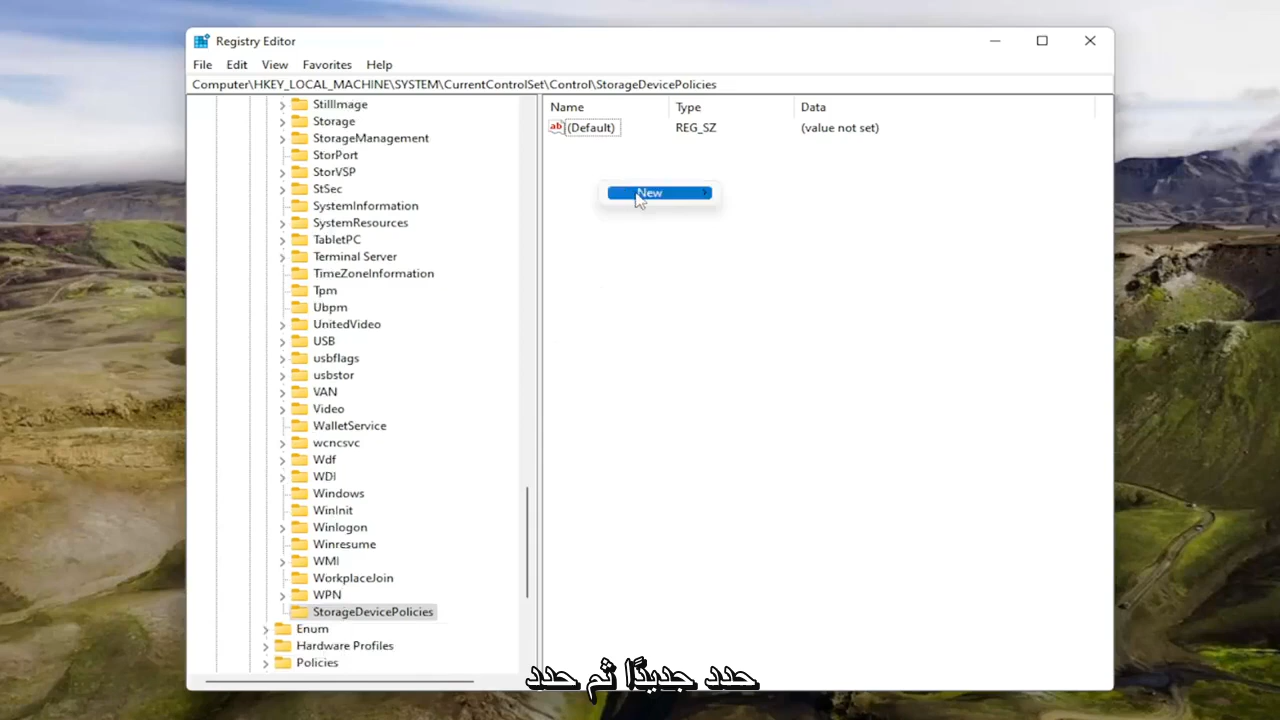 Registry Editor
File Edit View Favorites Help
Computer\HKEY_LOCAL_MACHINE\SYSTEM\CurrentControlSet\Control\StorageDevicePolicies
StillImage
Storage
StorageManagement
StorPort
StorVSP
StSec
SystemInformation
SystemResources
TabletPC
Terminal Server
TimeZoneInformation
Tpm
Ubpm
UnitedVideo
USB
usbflags
usbstor
VAN
Video
WalletService
wcncsvc
Wdf
WDI
Windows
WinInit
Winlogon
Winresume
WMI
WorkplaceJoin
WPN
StorageDevicePolicies
Enum
Hardware Profiles
Policies
Name Type Data
ab (Default) REG_SZ (value not set)
New
حدد جديدًا ثم حدد